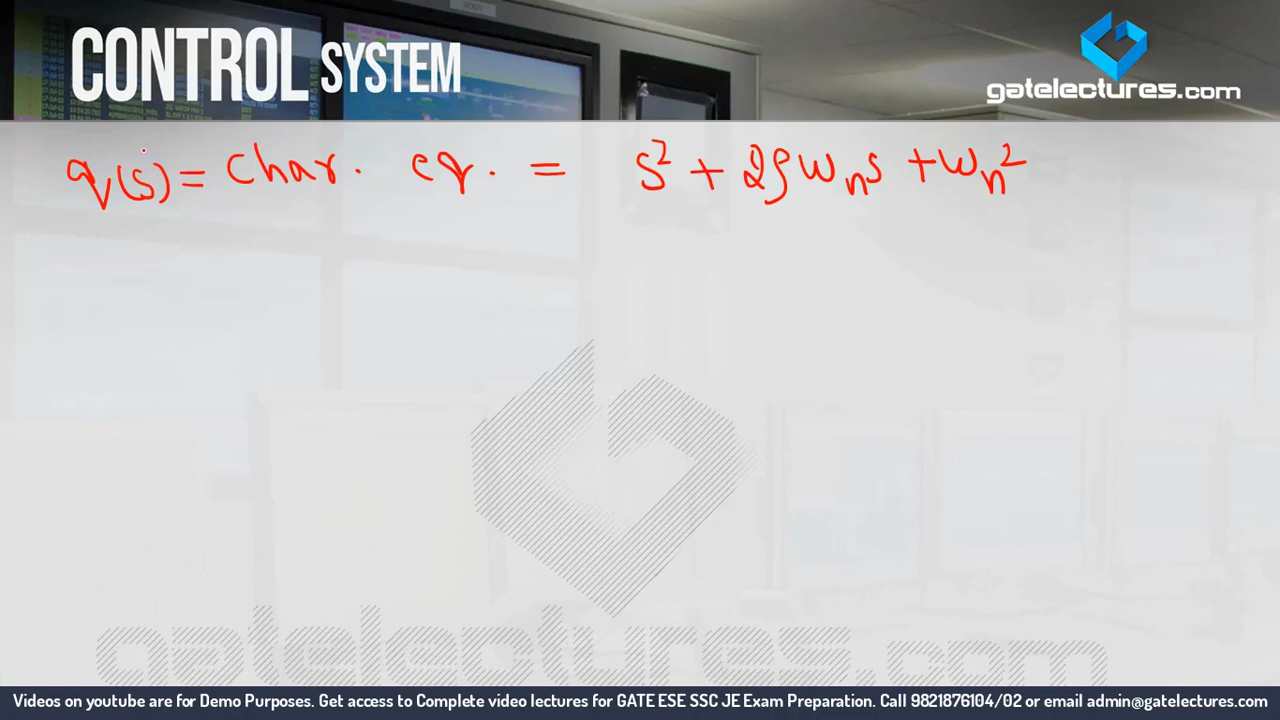 CONTROL SYSTEM
gatelectures.com
q(s) = char. eq. = s² + 2ζωₙs + ωₙ²
gatelectures.com
Videos on youtube are for Demo Purposes. Get access to Complete video lectures for GATE ESE SSC JE Exam Preparation. Call 9821876104/02 or email admin@gatelectures.com